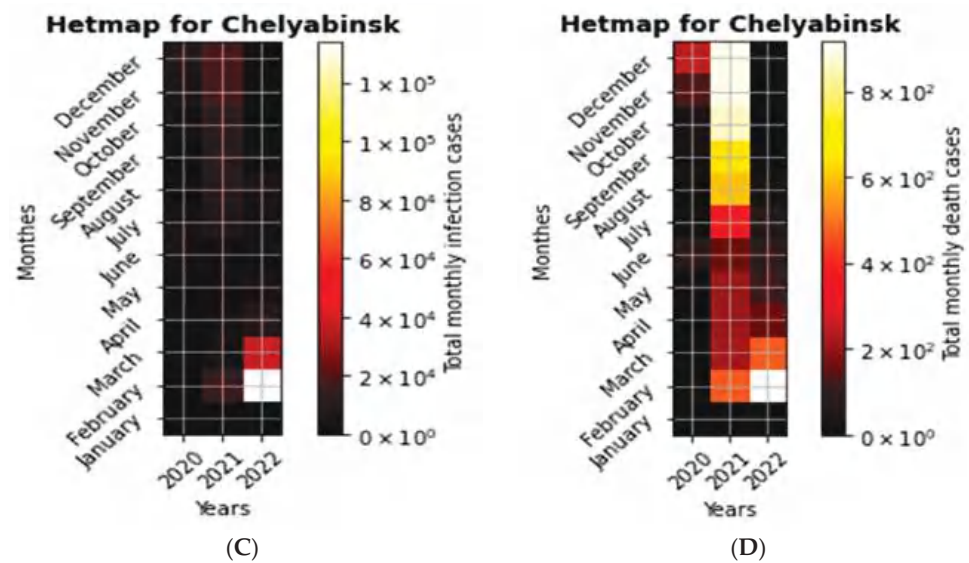 Hetmap for Chelyabinsk
December
November
October
September
August
July
June
May
April
March
February
January
Monthes
2020
2021
2022
Years
1 × 10⁵
1 × 10⁵
8 × 10⁴
6 × 10⁴
4 × 10⁴
2 × 10⁴
0 × 10⁰
Total monthly infection cases
(C)
Hetmap for Chelyabinsk
December
November
October
September
August
July
June
May
April
March
February
January
Monthes
2020
2021
2022
Years
8 × 10²
6 × 10²
4 × 10²
2 × 10²
0 × 10⁰
Total monthly death cases
(D)